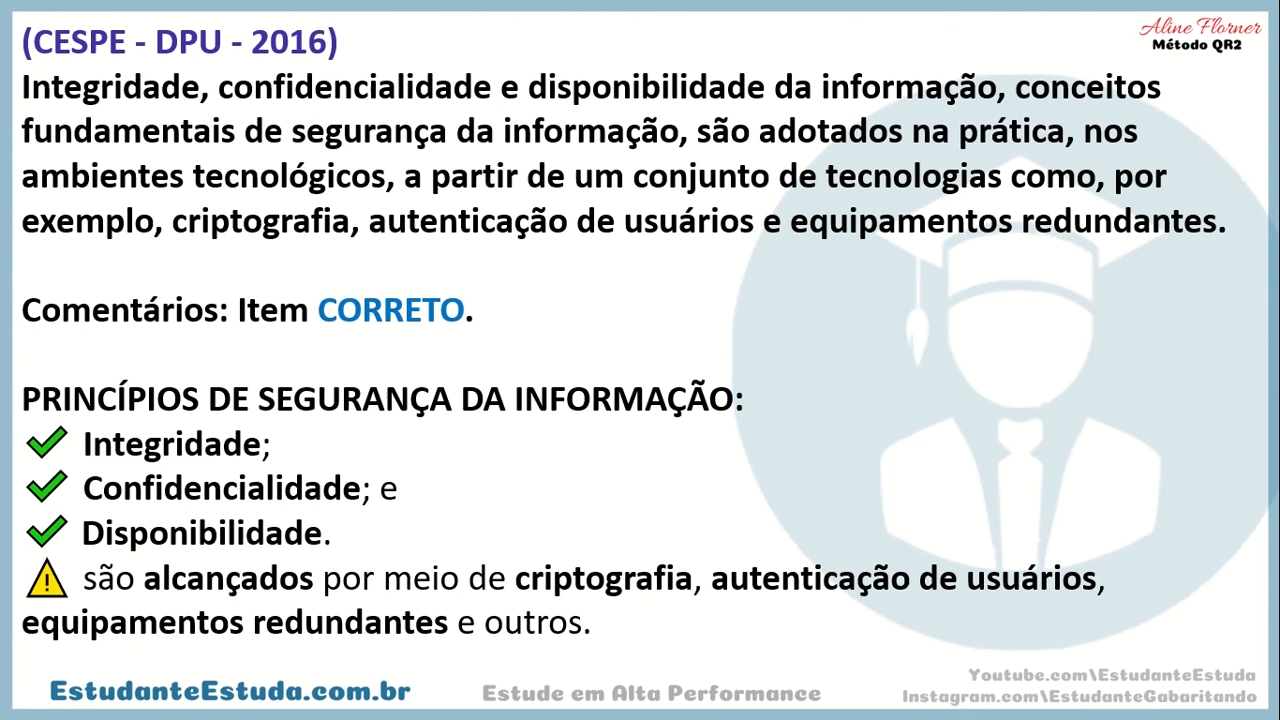 (CESPE - DPU - 2016)
Aline Florner
Método QR2
Integridade, confidencialidade e disponibilidade da informação, conceitos
fundamentais de segurança da informação, são adotados na prática, nos
ambientes tecnológicos, a partir de um conjunto de tecnologias como, por
exemplo, criptografia, autenticação de usuários e equipamentos redundantes.
Comentários: Item CORRETO.
PRINCÍPIOS DE SEGURANÇA DA INFORMAÇÃO:
Integridade;
Confidencialidade; e
Disponibilidade.
são alcançados por meio de criptografia, autenticação de usuários,
equipamentos redundantes e outros.
EstudanteEstuda.com.br
Estude em Alta Performance
Youtube.com\EstudanteEstuda
Instagram.com\EstudanteGabaritando